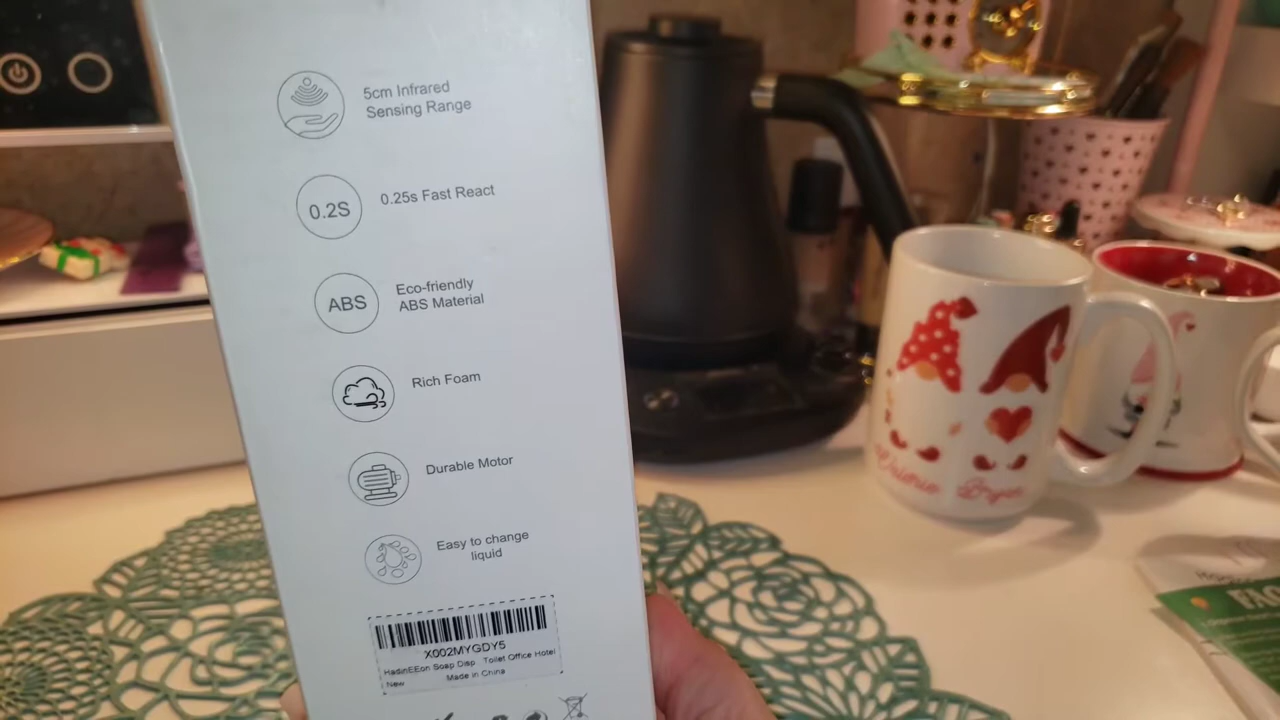 5cm Infrared
Sensing Range
0.2S
0.25s Fast React
ABS
Eco-friendly
ABS Material
Rich Foam
Durable Motor
Easy to change
liquid
X002MYGDY5
HadinEEon Soap Disp Toilet Office Hotel
New
Made in China